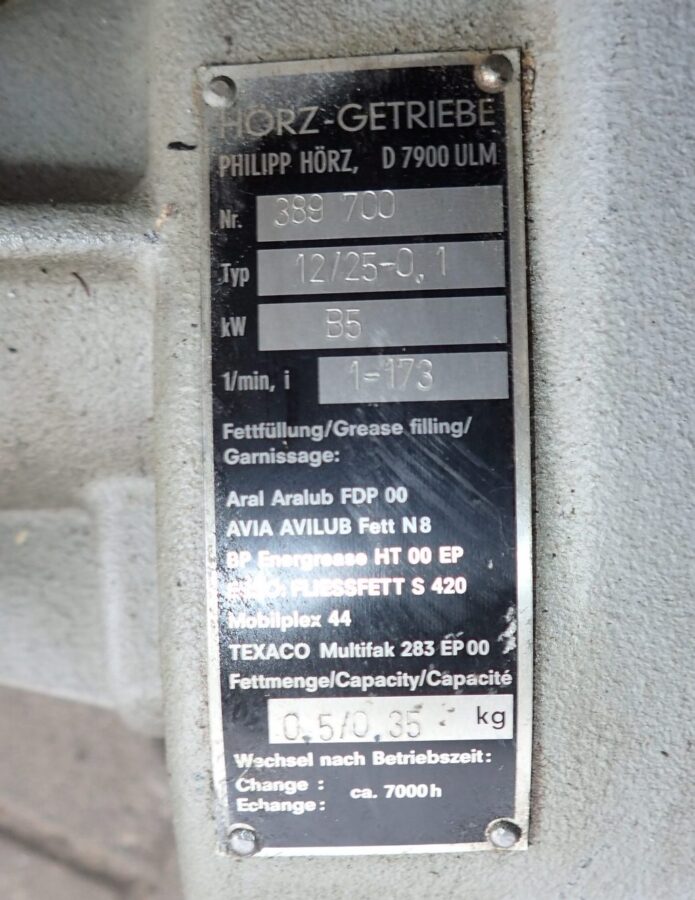 HÖRZ-GETRIEBE
PHILIPP HÖRZ, D 7900 ULM
Nr. 389 700
Typ 12/25-0,1
kW B5
1/min, i 1=173
Fettfüllung/Grease filling/
Garnissage:
Aral Aralub FDP 00
AVIA AVILUB Fett N8
BP Energrease HT 00 EP
ESSO: FLIESSFETT S 420
Mobilplex 44
TEXACO Multifak 283 EP 00
Fettmenge/Capacity/Capacité
0,5/0,35 kg
Wechsel nach Betriebszeit:
Change :
Echange : ca. 7000 h